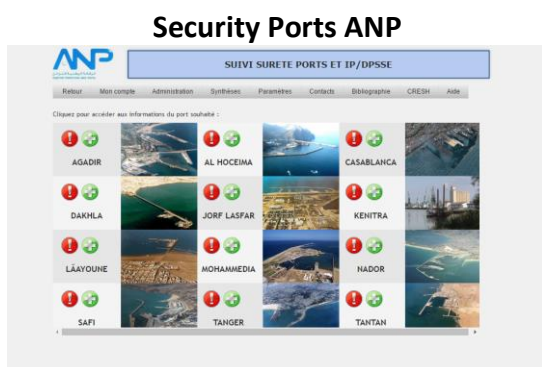 Security Ports ANP
ANP
SUIVI SURETE PORTS ET IP/DPSSE
Retour Mon compte Administration Synthèses Paramètres Contacts Bibliographie CRESH Aide
Cliquez pour accéder aux informations du port souhaité :
AGADIR AL HOCEIMA CASABLANCA
DAKHLA JORF LASFAR KENITRA
LÂAYOUNE MOHAMMEDIA NADOR
SAFI TANGER TANTAN